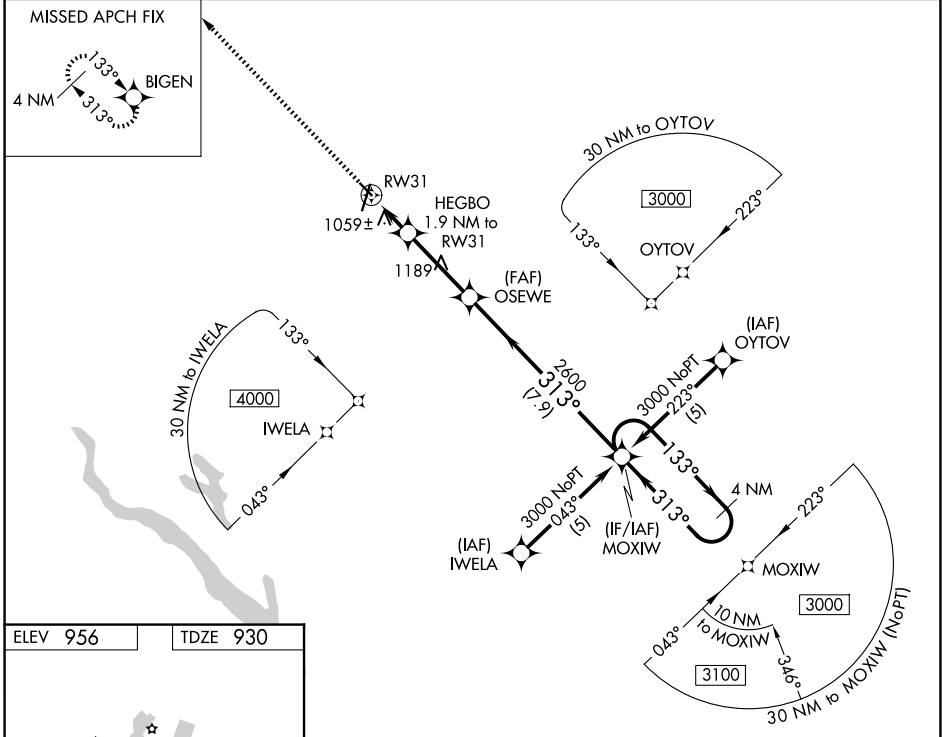 MISSED APCH FIX
133°
BIGEN
4 NM
313°
30 NM to OYTOV
3000
223°
133°
OYTOV
RW31
1059±
HEGBO
1.9 NM to
RW31
1189
(FAF)
OSEWE
(IAF)
OYTOV
30 NM to IWELA
133°
4000
IWELA
043°
2600
313°
(7.9)
3000 NoPT
223°
(5)
133°
4 NM
313°
3000 NoPT
043°
(5)
(IF/IAF)
MOXIW
(IAF)
IWELA
223°
MOXIW
3000
043°
10 NM
to MOXIW
346°
3100
30 NM to MOXIW (NoPT)
ELEV 956
TDZE 930